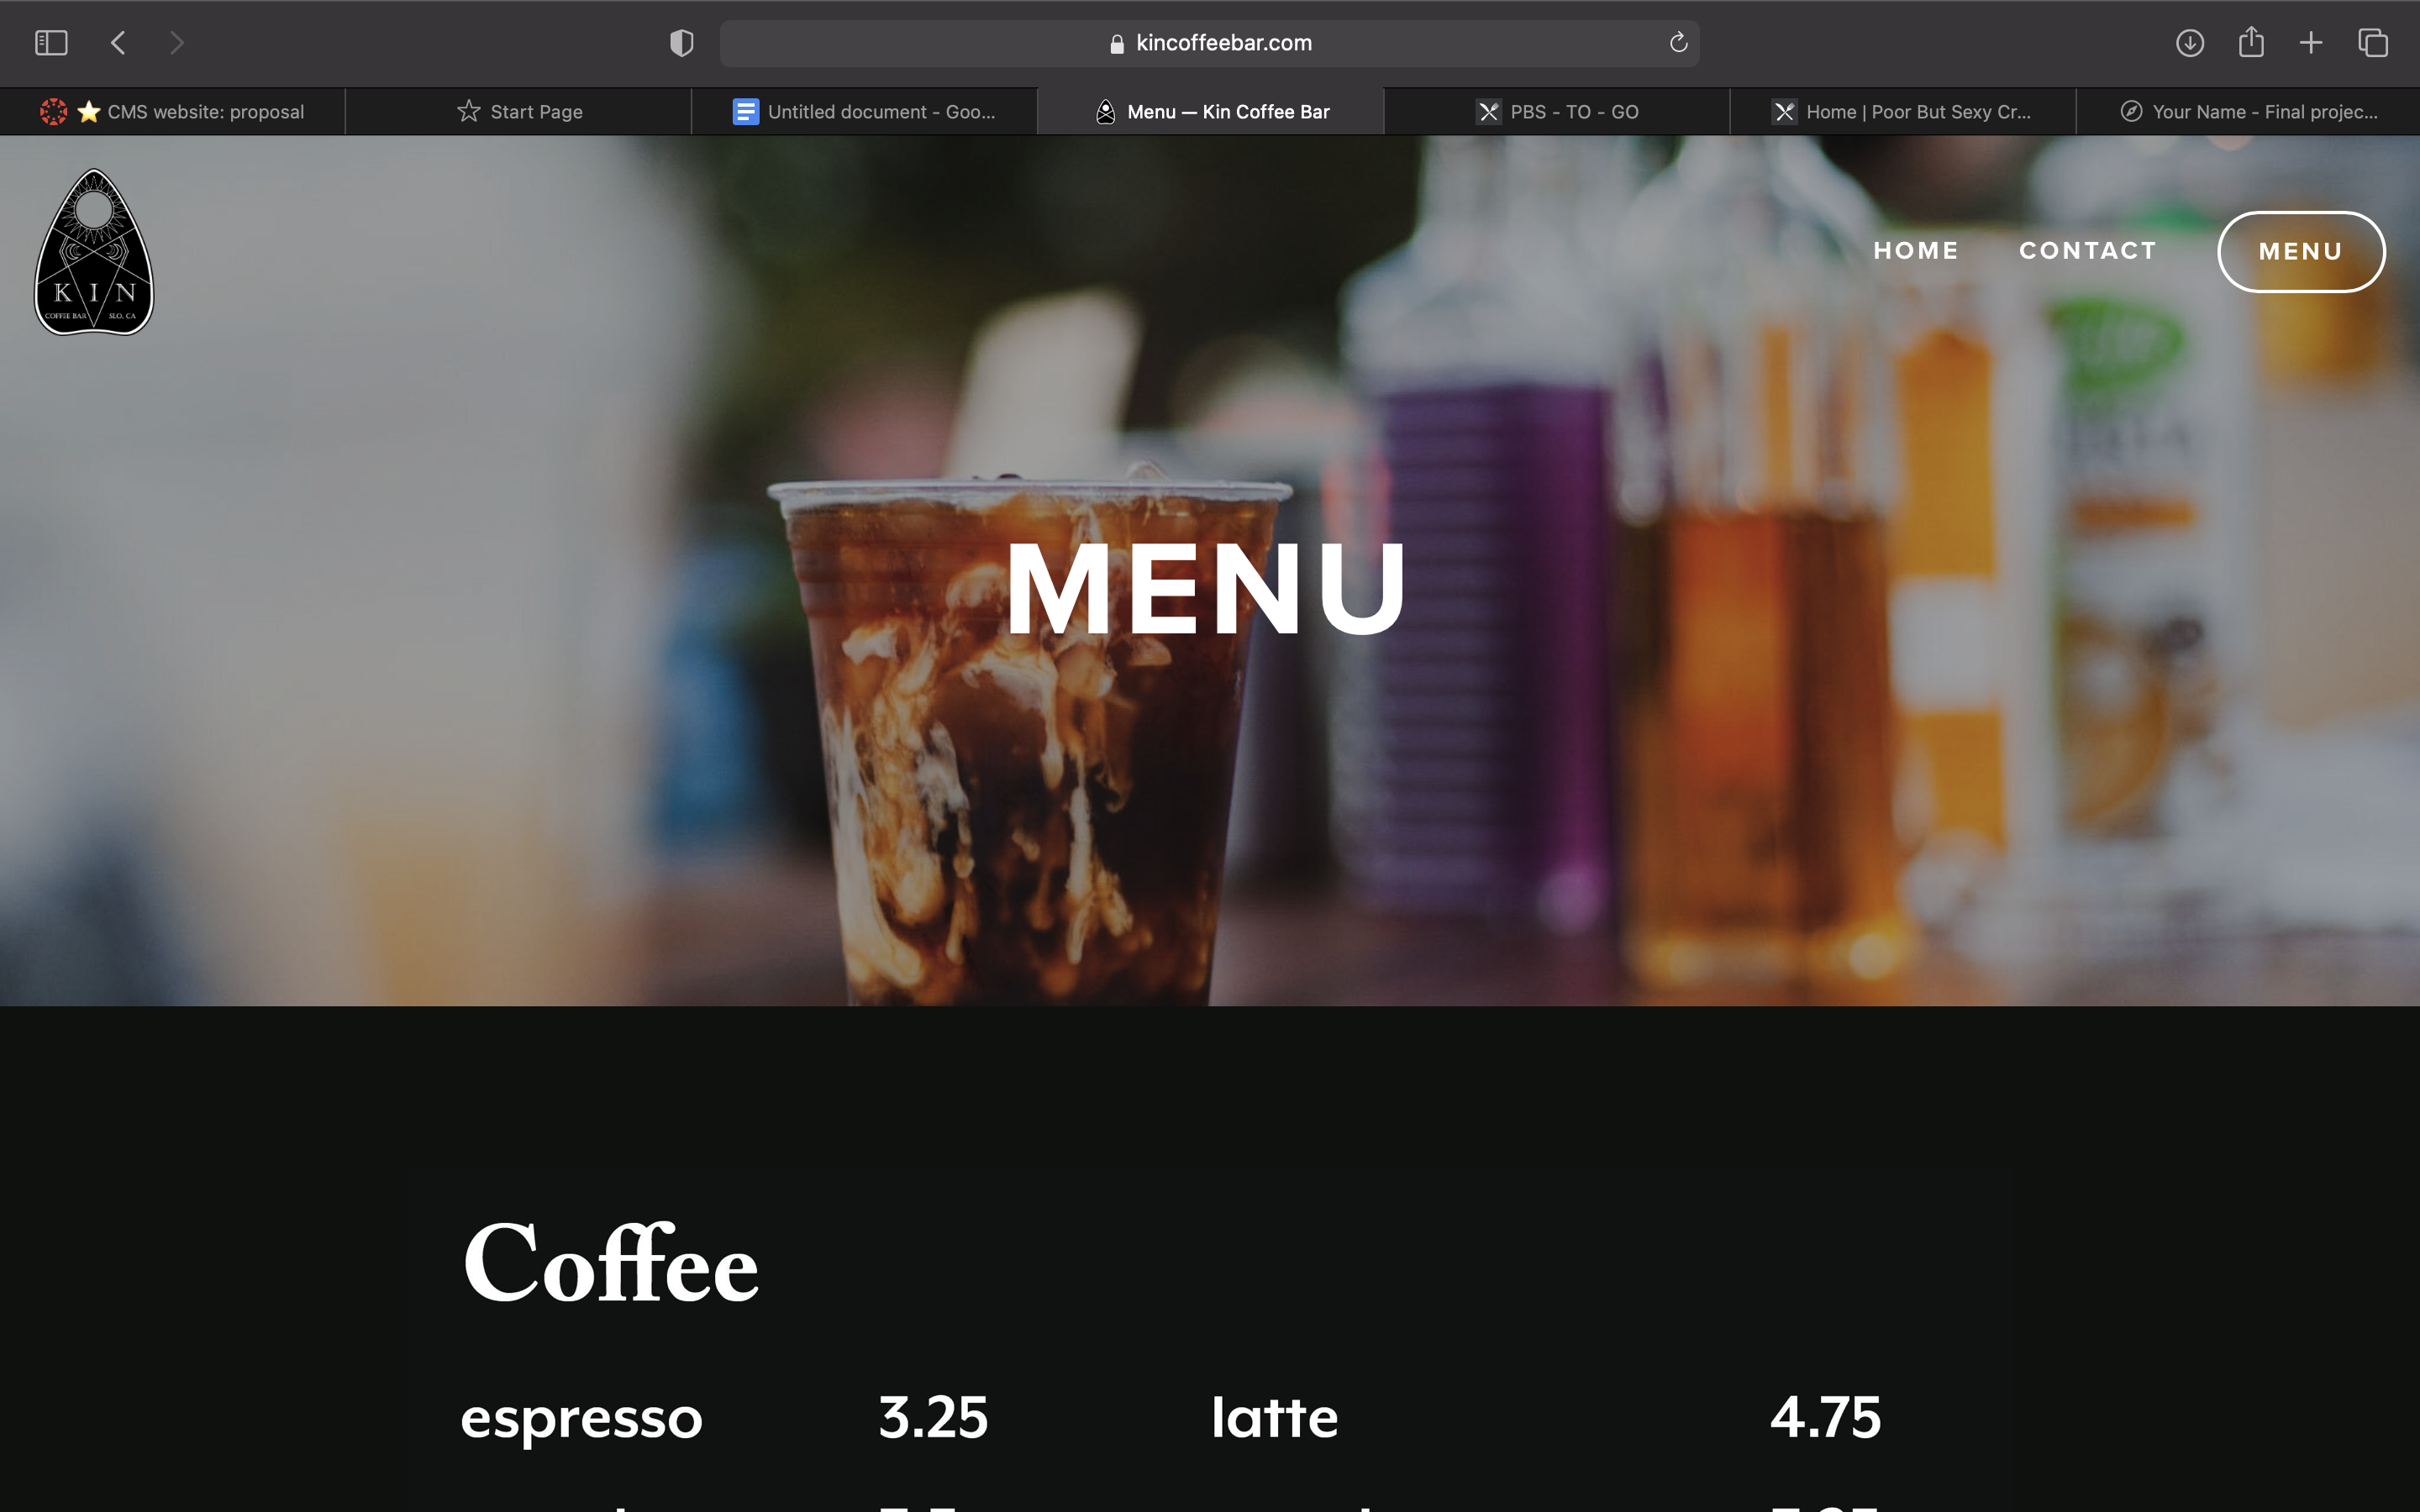 kincoffeebar.com
CMS website: proposal
Start Page
Untitled document - Goo...
Menu — Kin Coffee Bar
PBS - TO - GO
Home | Poor But Sexy Cr...
Your Name - Final projec...
KIN
COFFEE BAR SLO, CA
HOME CONTACT MENU
MENU
Coffee
espresso 3.25 latte 4.75